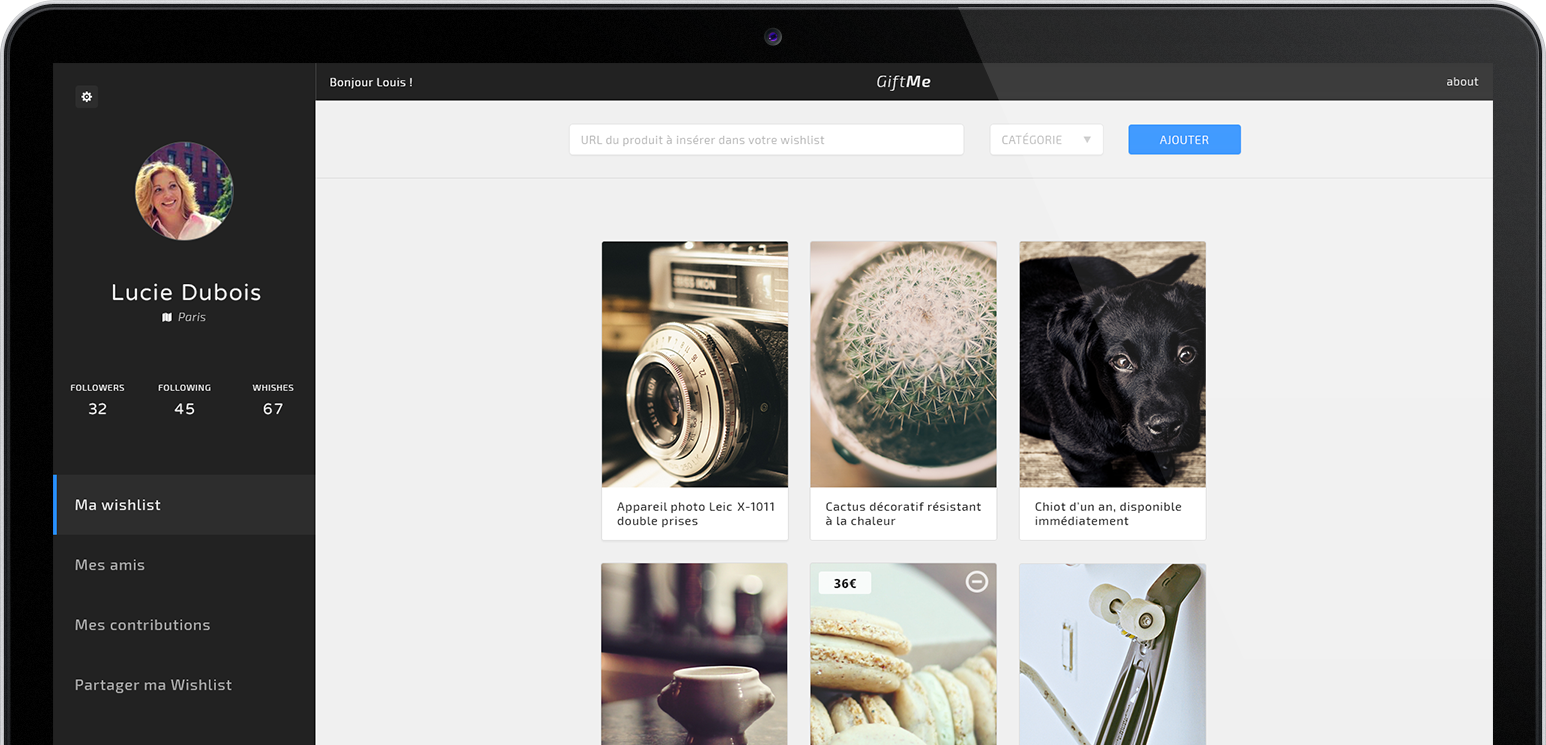 Bonjour Louis !
GiftMe
about
Lucie Dubois
Paris
FOLLOWERS
FOLLOWING
WHISHES
32
45
67
Ma wishlist
Mes amis
Mes contributions
Partager ma Wishlist
URL du produit à insérer dans votre wishlist
CATÉGORIE
AJOUTER
ZEISS IKON
Appareil photo Leic X-1011
double prises
Cactus décoratif résistant
à la chaleur
Chiot d'un an, disponible
immédiatement
36€